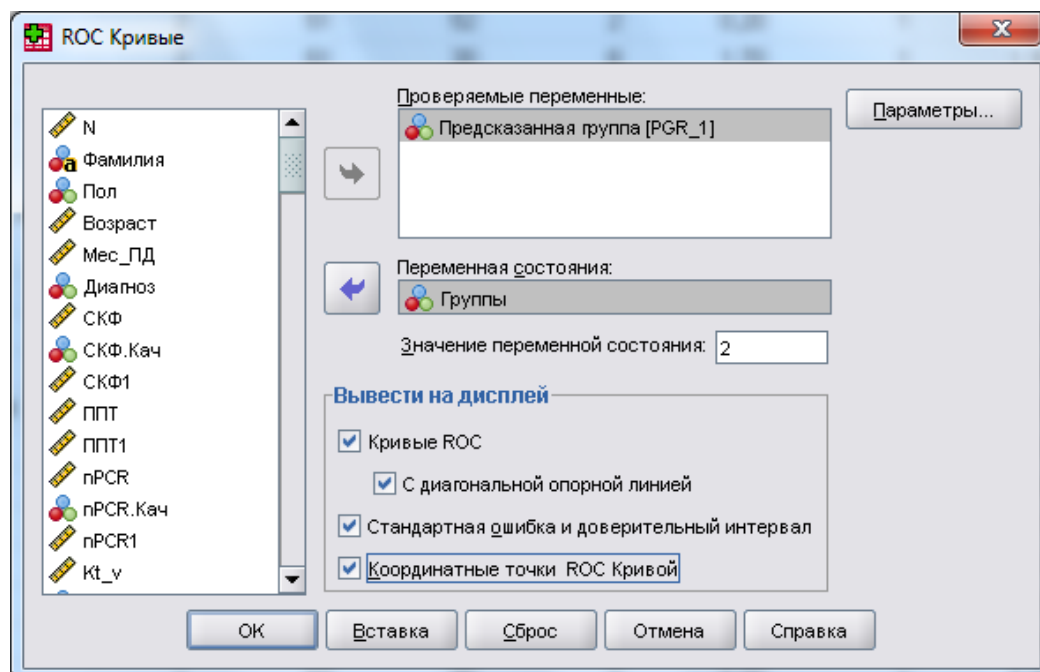 ROC Кривые
N
Фамилия
Пол
Возраст
Мес_ПД
Диагноз
СКФ
СКФ.Кач
СКФ1
ППТ
ППТ1
nPCR
nPCR.Кач
nPCR1
Kt_v
Проверяемые переменные:
Предсказанная группа [PGR_1]
Параметры...
Переменная состояния:
Группы
Значение переменной состояния: 2
Вывести на дисплей
Кривые ROC
С диагональной опорной линией
Стандартная ошибка и доверительный интервал
Координатные точки ROC Кривой
OK
Вставка
Сброс
Отмена
Справка